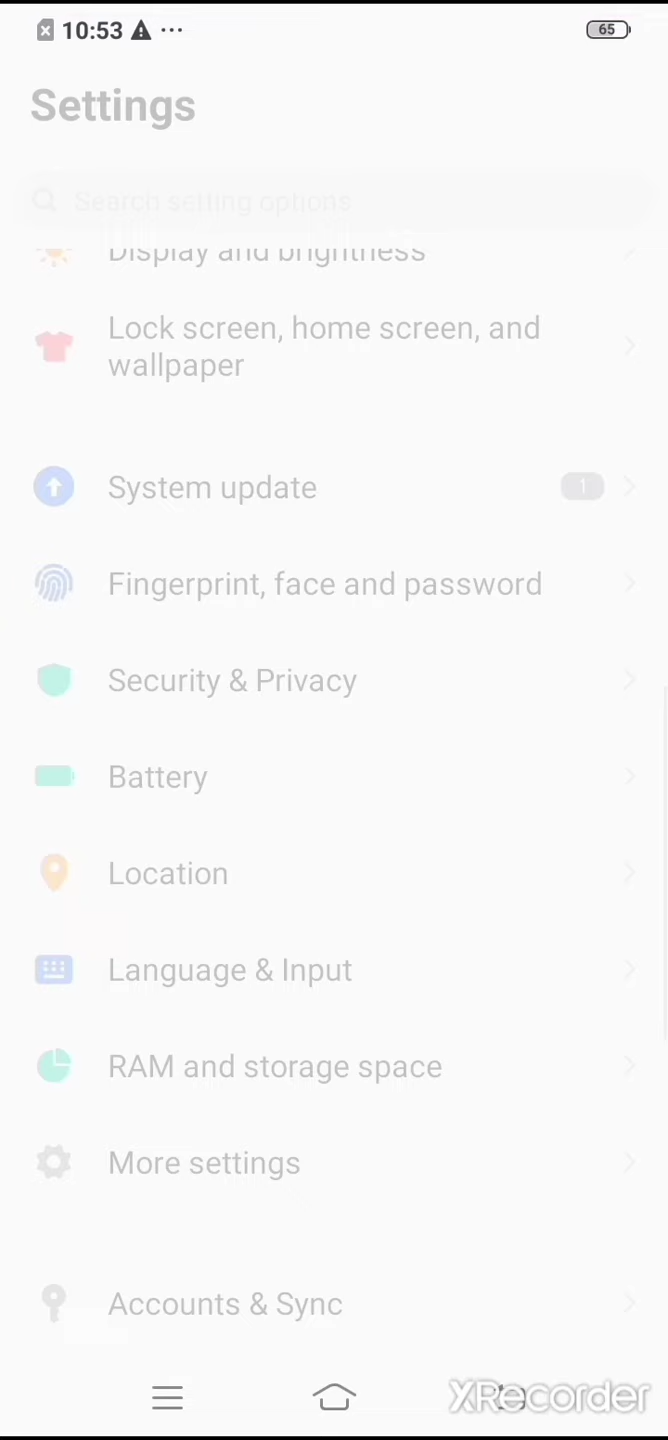 10:53
65
Settings
Search setting options
Display and brightness
Lock screen, home screen, and
wallpaper
System update
1
Fingerprint, face and password
Security & Privacy
Battery
Location
Language & Input
RAM and storage space
More settings
Accounts & Sync
XRecorder